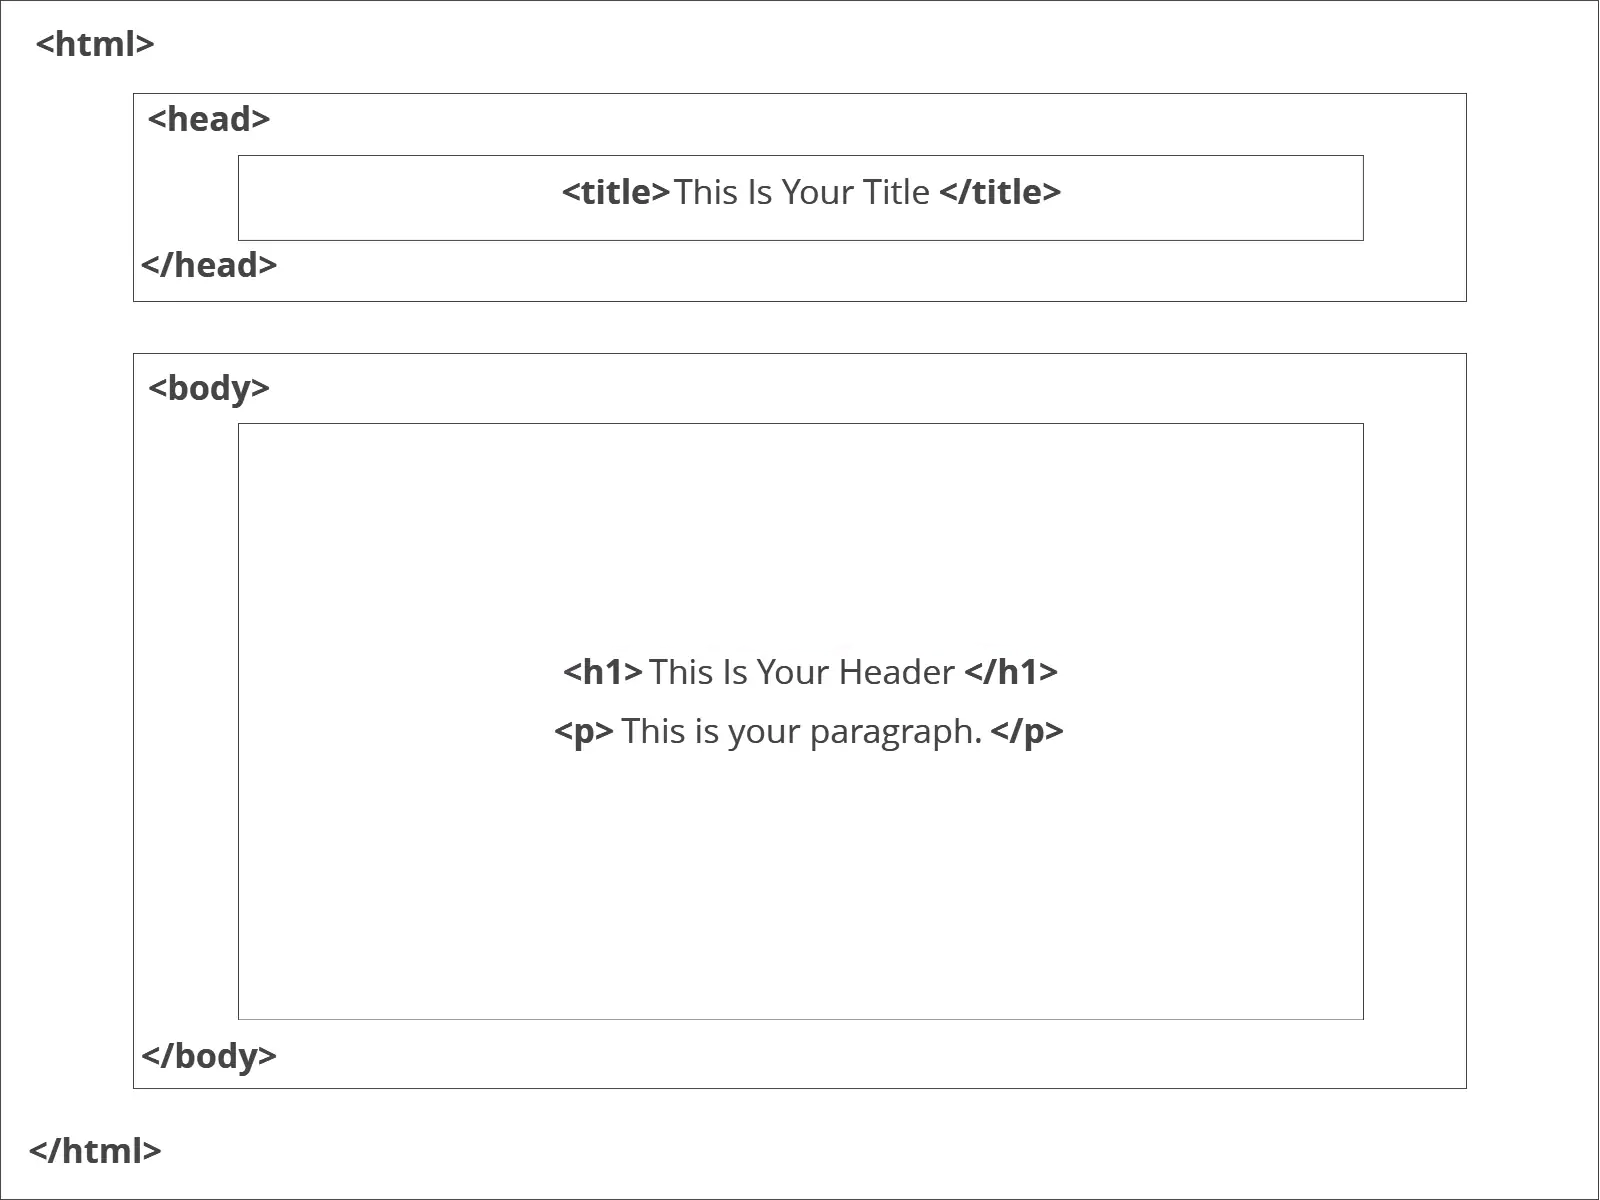 <html>
<head>
<title>This Is Your Title </title>
</head>
<body>
<h1>This Is Your Header </h1>
<p> This is your paragraph. </p>
</body>
</html>